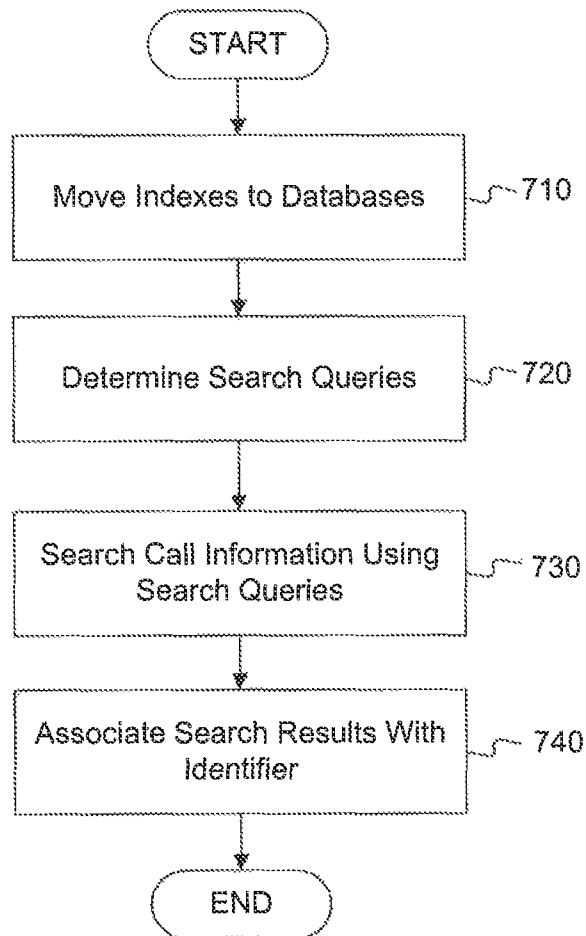 START
Move Indexes to Databases
710
Determine Search Queries
720
Search Call Information Using
Search Queries
730
Associate Search Results With
Identifier
740
END